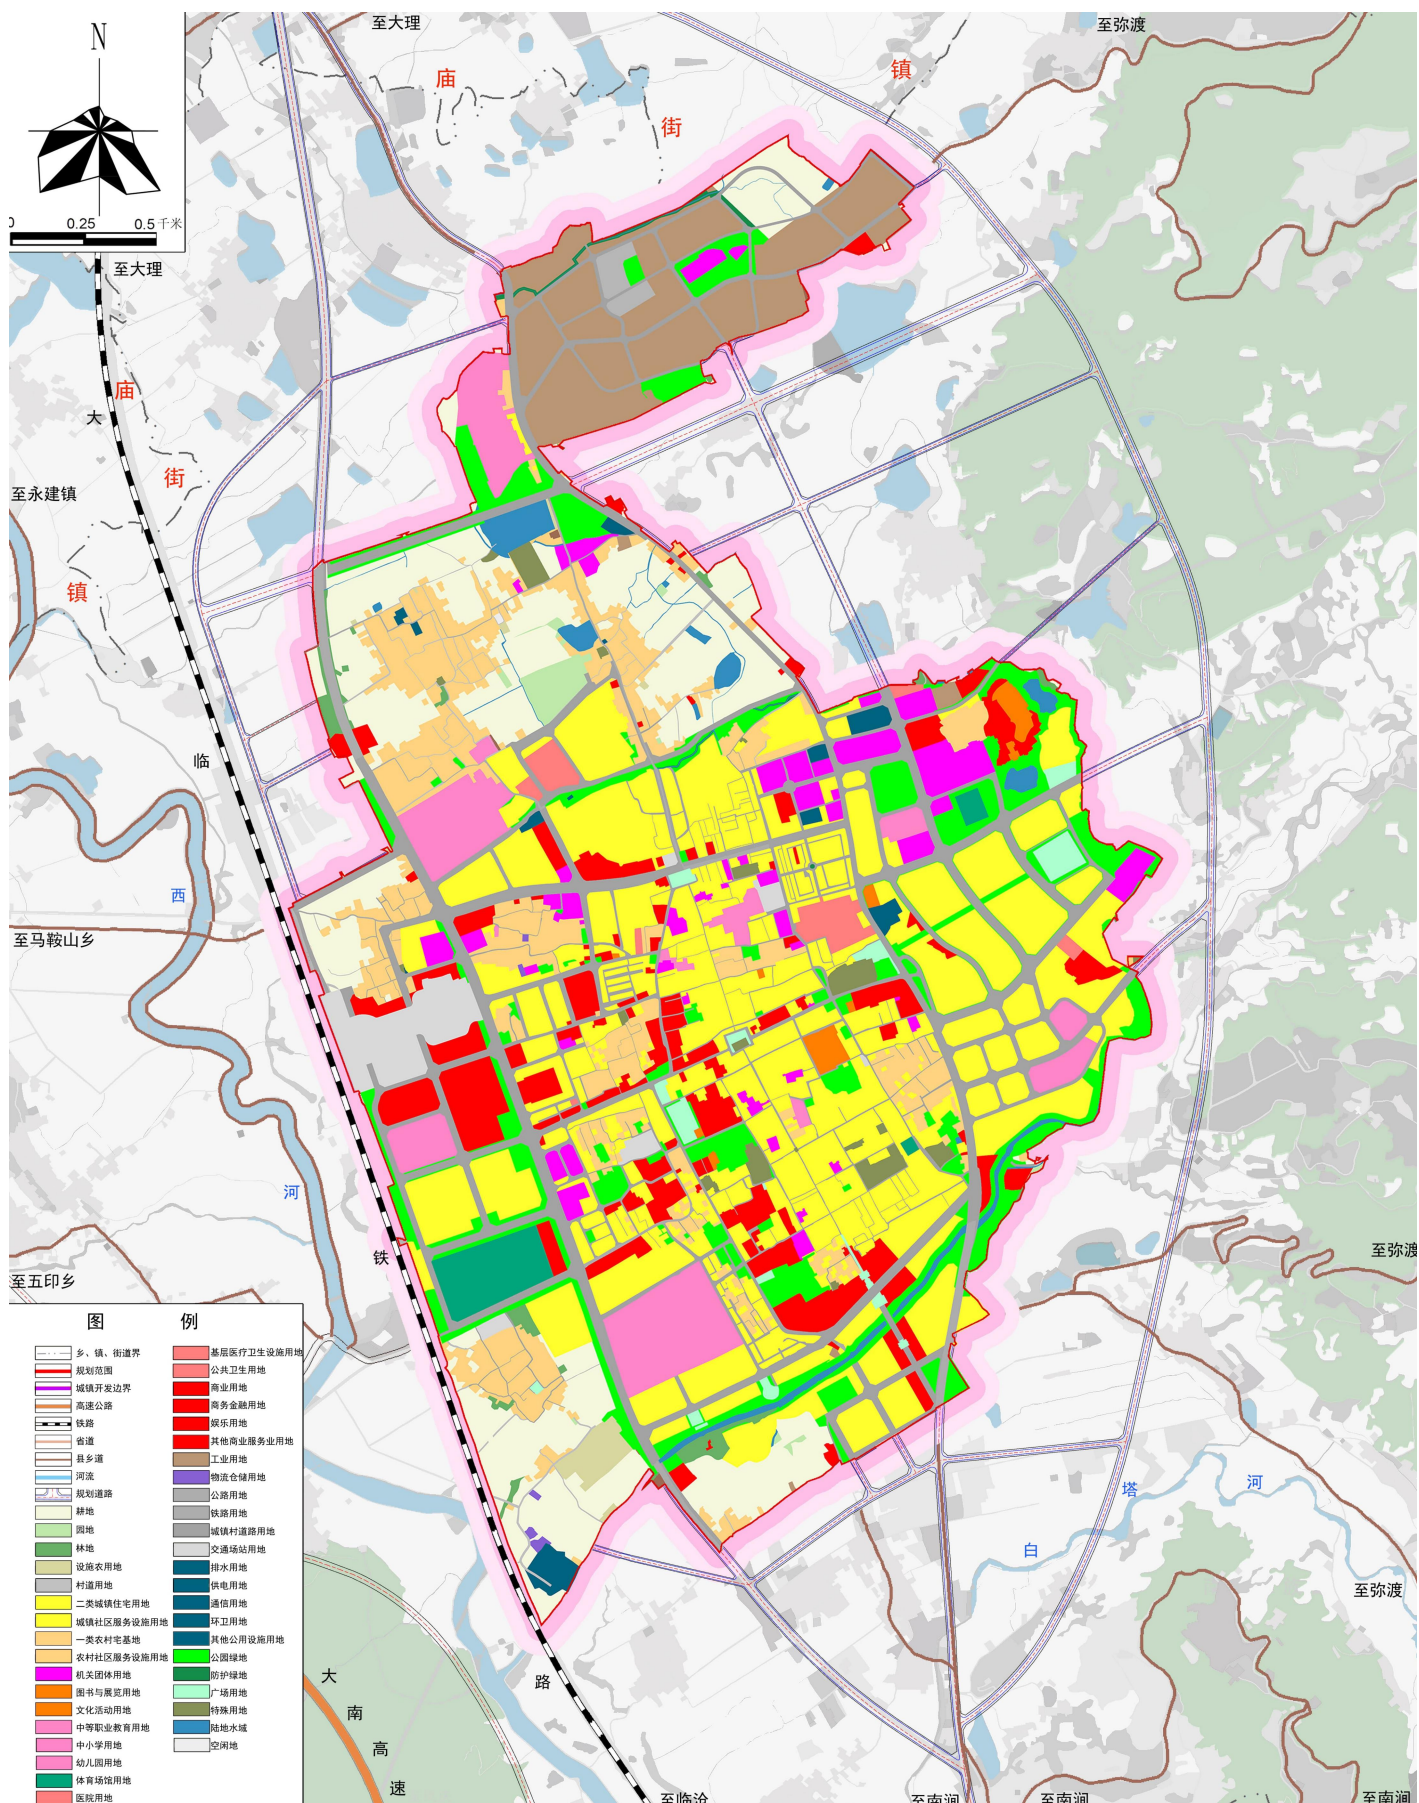 N
0 0.25 0.5 千米
至大理
至弥渡
庙
镇
街
至大理
庙
大
街
至永建镇
镇
临
西
至马鞍山乡
河
铁
至弥渡
至五印乡
图 例
乡、镇、街道界
规划范围
城镇开发边界
高速公路
铁路
省道
县乡道
河流
规划道路
耕地
园地
林地
设施农用地
村道用地
二类城镇住宅用地
城镇社区服务设施用地
一类农村宅基地
农村社区服务设施用地
机关团体用地
图书与展览用地
文化活动用地
中等职业教育用地
中小学用地
幼儿园用地
体育场馆用地
医院用地
基层医疗卫生设施用地
公共卫生用地
商业用地
商务金融用地
娱乐用地
其他商业服务业用地
工业用地
物流仓储用地
公路用地
铁路用地
城镇村道路用地
交通场站用地
排水用地
供电用地
通信用地
环卫用地
其他公用设施用地
公园绿地
防护绿地
广场用地
特殊用地
陆地水域
空闲地
河
塔
白
至弥渡
路
大
南
高
速
至临沧
至南涧
至南涧
至南涧